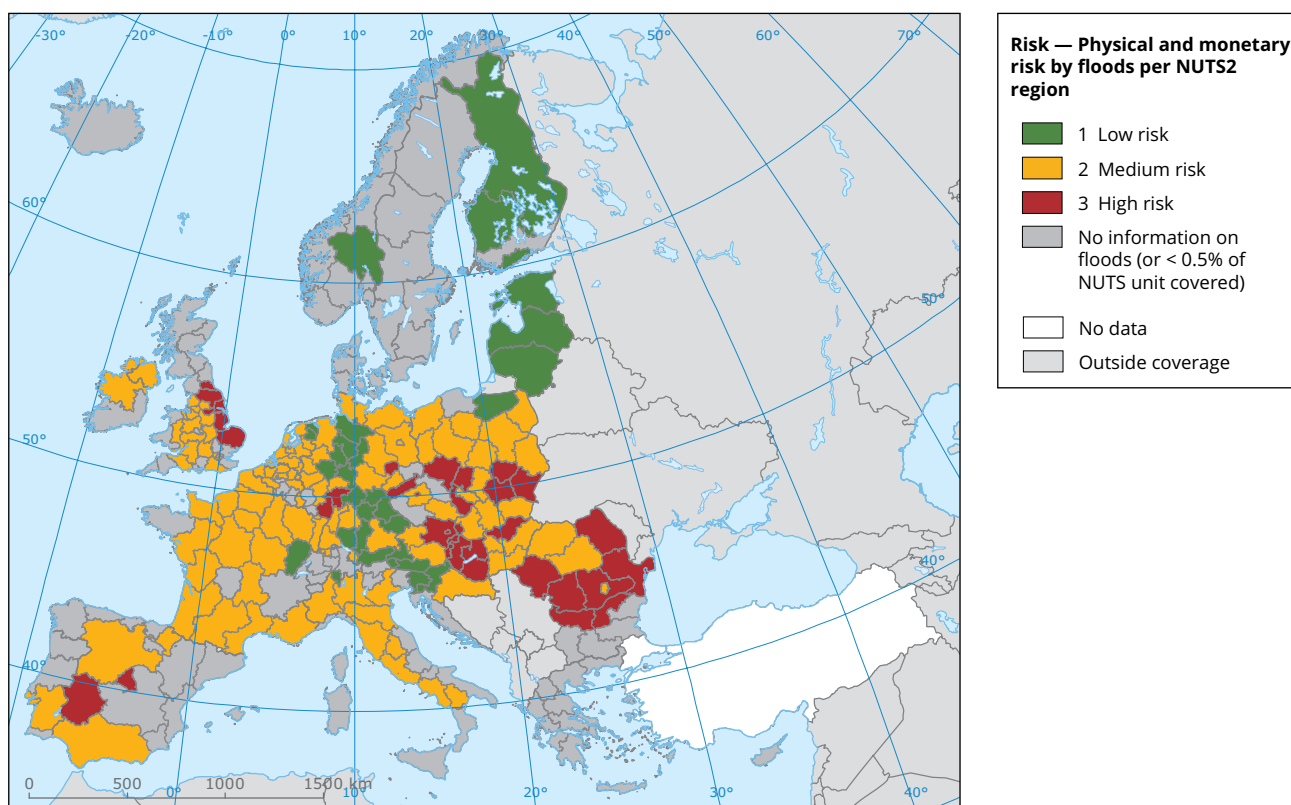 -30°
-20°
-10°
0°
10°
20°
30°
40°
50°
60°
70°
60°
50°
50°
40°
40°
0
500
1000
1500 km
0°
10°
20°
30°
40°
Risk — Physical and monetary
risk by floods per NUTS2
region
1 Low risk
2 Medium risk
3 High risk
No information on
floods (or < 0.5% of
NUTS unit covered)
No data
Outside coverage